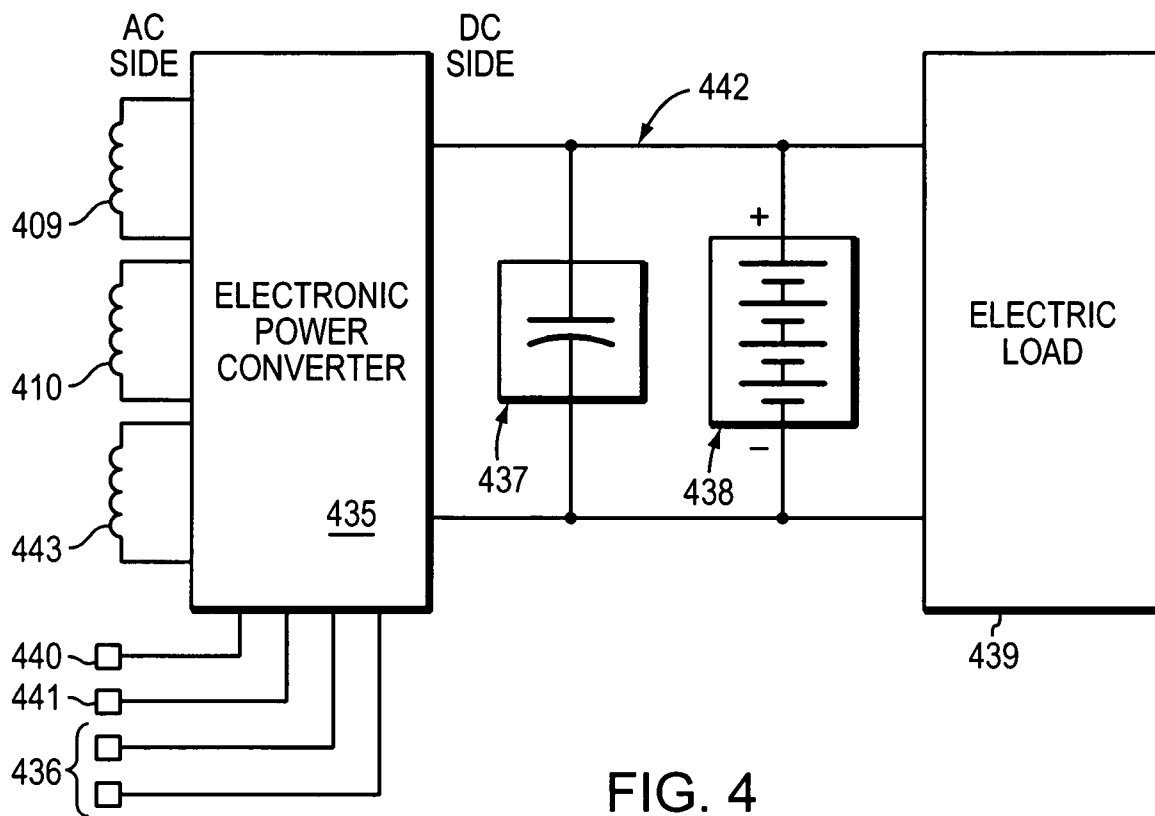 AC
SIDE
DC
SIDE
442
409
+
ELECTRONIC
POWER
CONVERTER
ELECTRIC
LOAD
410
437
−
438
435
443
440
439
441
436
FIG. 4